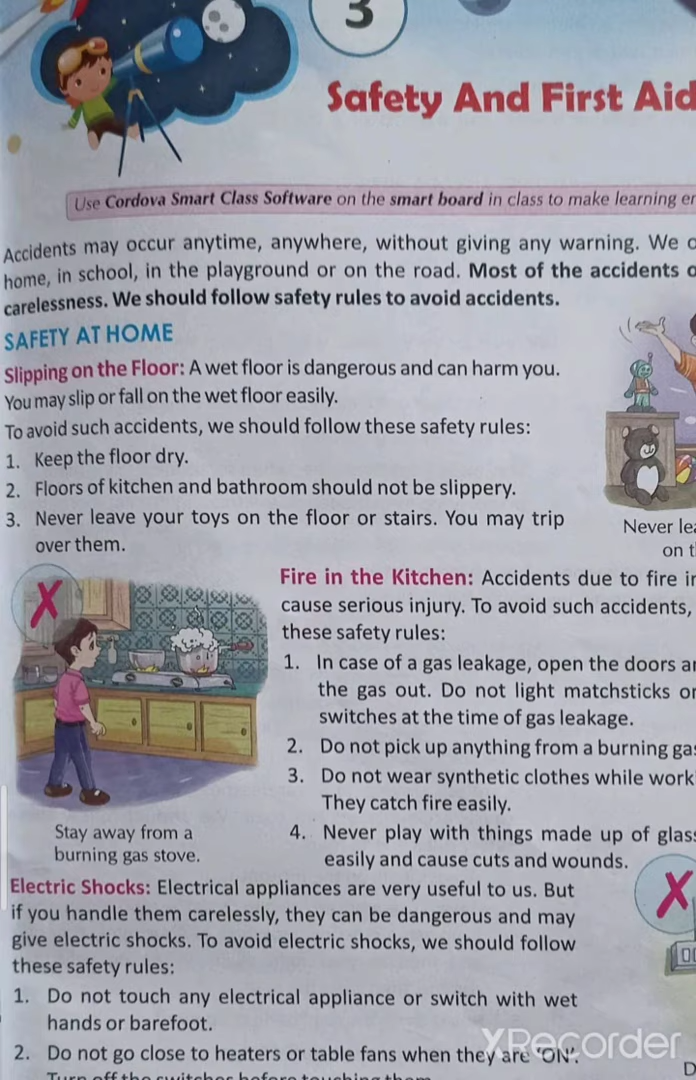 3
Safety And First Aid
Use Cordova Smart Class Software on the smart board in class to make learning
Accidents may occur anytime, anywhere, without giving any warning. We
home, in school, in the playground or on the road. Most of the accidents
carelessness. We should follow safety rules to avoid accidents.
SAFETY AT HOME
Slipping on the Floor: A wet floor is dangerous and can harm you.
You may slip or fall on the wet floor easily.
To avoid such accidents, we should follow these safety rules:
1. Keep the floor dry.
2. Floors of kitchen and bathroom should not be slippery.
3. Never leave your toys on the floor or stairs. You may trip
over them.
Never
on
X
Stay away from a
burning gas stove.
Fire in the Kitchen: Accidents due to fire
cause serious injury. To avoid such accidents,
these safety rules:
1. In case of a gas leakage, open the doors
the gas out. Do not light matchsticks
switches at the time of gas leakage.
2. Do not pick up anything from a burning
3. Do not wear synthetic clothes while
They catch fire easily.
4. Never play with things made up of
easily and cause cuts and wounds.
X
Electric Shocks: Electrical appliances are very useful to us. But
if you handle them carelessly, they can be dangerous and may
give electric shocks. To avoid electric shocks, we should follow
these safety rules:
1. Do not touch any electrical appliance or switch with wet
hands or barefoot.
2. Do not go close to heaters or table fans when they are ‘ON’.
Turn off the switches before touching them
XRecorder